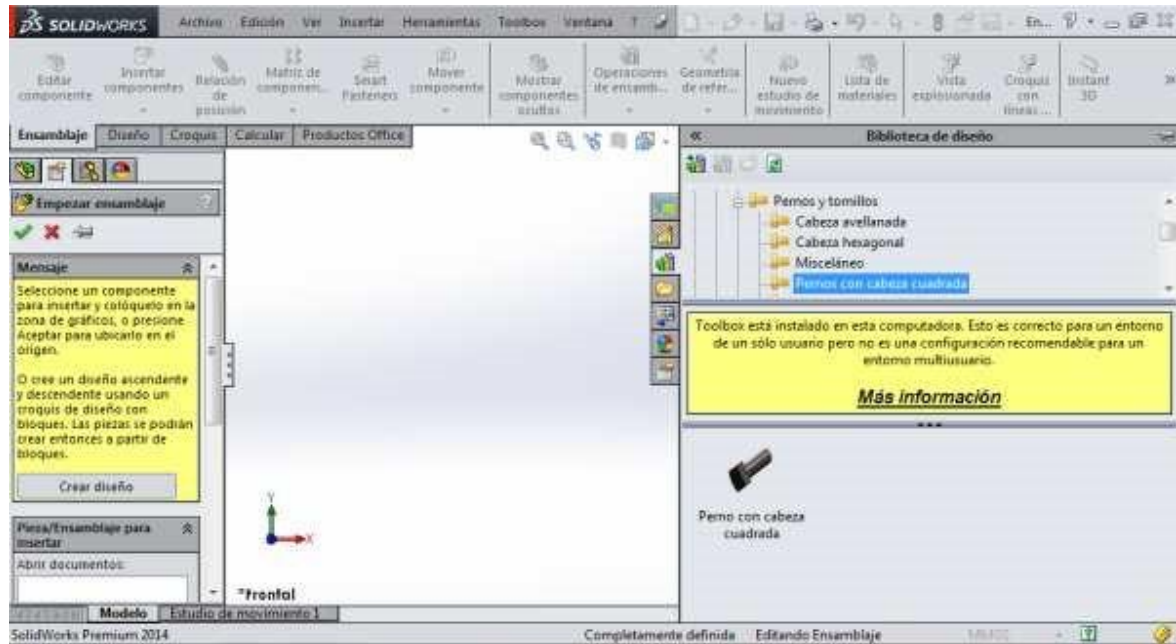 SOLIDWORKS Archivo Edición Ver Insertar Herramientas Toolbox Ventana ? En...
Editar componente
Insertar componentes
Relación de posición
Matriz de componen...
Smart Fasteners
Mover componente
Mostrar componentes ocultos
Operaciones de ensambl...
Geometría de refer...
Nuevo estudio de movimiento
Lista de materiales
Vista explosionada
Croquis con líneas ...
Instant 3D
Ensamblaje Diseño Croquis Calcular Productos Office
Biblioteca de diseño
Empezar ensamblaje ?
Mensaje
Seleccione un componente
para insertar y colóquelo en la
zona de gráficos, o presione
Aceptar para ubicarlo en el
origen.
O cree un diseño ascendente
y descendente usando un
croquis de diseño con
bloques. Las piezas se podrán
crear entonces a partir de
bloques.
Crear diseño
Pieza/Ensamblaje para
insertar
Abrir documentos:
Y
X
*Frontal
Pernos y tornillos
Cabeza avellanada
Cabeza hexagonal
Misceláneo
Pernos con cabeza cuadrada
Toolbox está instalado en esta computadora. Esto es correcto para un entorno
de un sólo usuario pero no es una configuración recomendable para un
entorno multiusuario.
Más información
Perno con cabeza
cuadrada
Modelo Estudio de movimiento 1
SolidWorks Premium 2014 Completamente definida Editando Ensamblaje